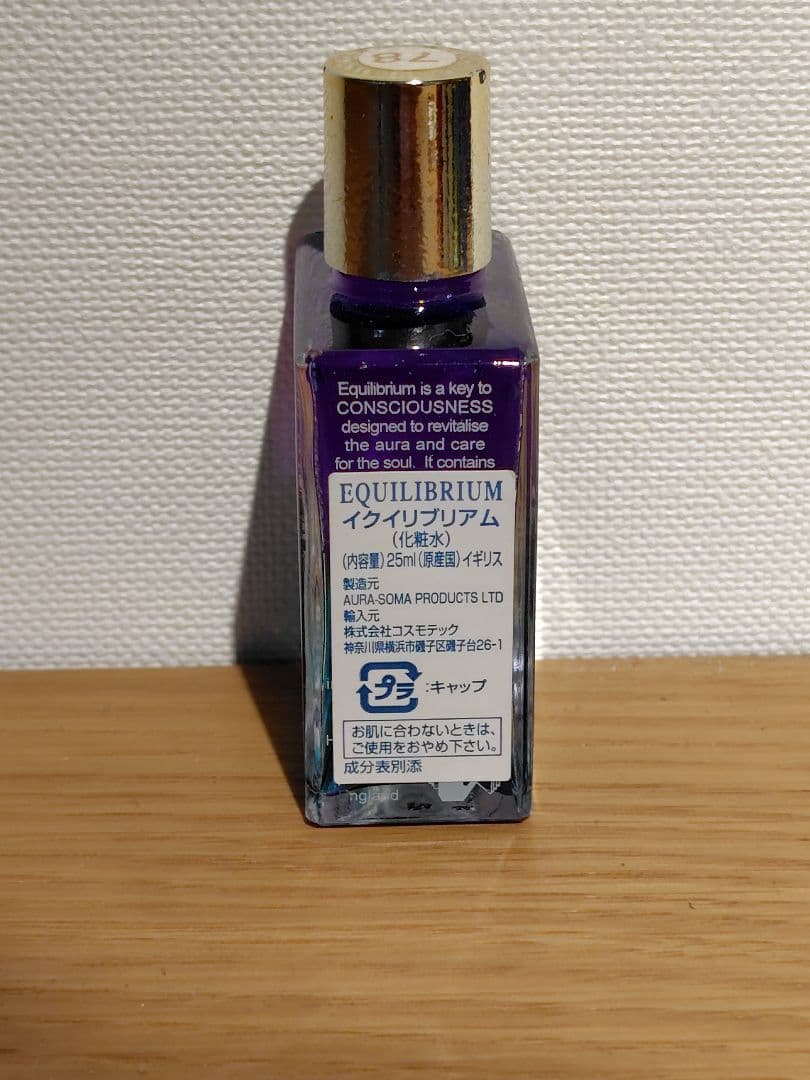 78
Equilibrium is a key to
CONSCIOUSNESS
designed to revitalise
the aura and care
for the soul. It contains
EQUILIBRIUM
イクイリブリアム
(化粧水)
(内容量)25ml(原産国)イギリス
製造元
AURA-SOMA PRODUCTS LTD
輸入元
株式会社コスモテック
神奈川県横浜市磯子区磯子台26-1
プラ :キャップ
お肌に合わないときは、
ご使用をおやめ下さい。
成分表別添
ngland